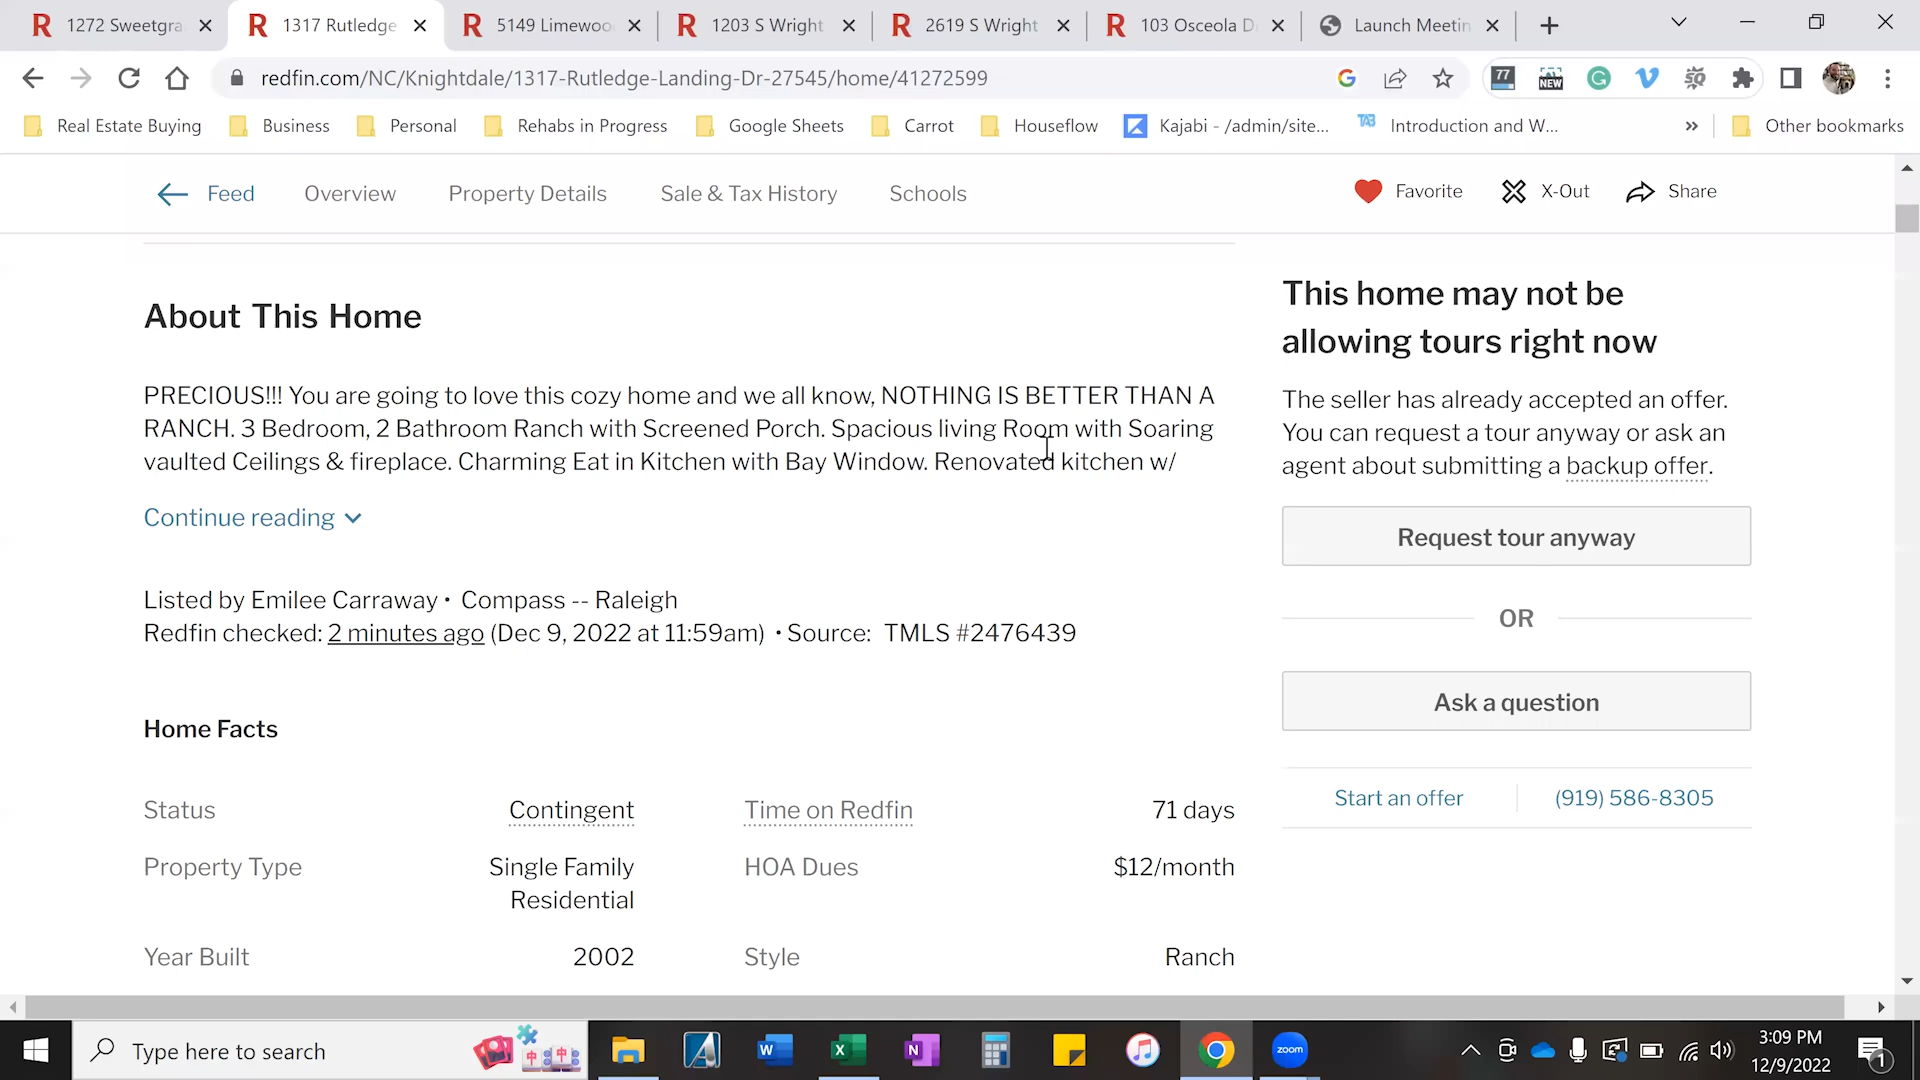 1272 Sweetgra
1317 Rutledge
5149 Limewoo
1203 S Wright
2619 S Wright
103 Osceola D
Launch Meetin
redfin.com/NC/Knightdale/1317-Rutledge-Landing-Dr-27545/home/41272599
77
NEW
Real Estate Buying
Business
Personal
Rehabs in Progress
Google Sheets
Carrot
Houseflow
Kajabi - /admin/site...
TAB
Introduction and W...
»
Other bookmarks
Feed
Overview
Property Details
Sale & Tax History
Schools
Favorite
X-Out
Share
About This Home
PRECIOUS!!! You are going to love this cozy home and we all know, NOTHING IS BETTER THAN A
RANCH. 3 Bedroom, 2 Bathroom Ranch with Screened Porch. Spacious living Room with Soaring
vaulted Ceilings & fireplace. Charming Eat in Kitchen with Bay Window. Renovated kitchen w/
Continue reading
Listed by Emilee Carraway • Compass -- Raleigh
Redfin checked: 2 minutes ago (Dec 9, 2022 at 11:59am) • Source: TMLS #2476439
Home Facts
Status Contingent
Time on Redfin 71 days
Property Type Single Family
Residential
HOA Dues $12/month
Year Built 2002
Style Ranch
This home may not be
allowing tours right now
The seller has already accepted an offer.
You can request a tour anyway or ask an
agent about submitting a backup offer.
Request tour anyway
OR
Ask a question
Start an offer
(919) 586-8305
Type here to search
zoom
3:09 PM
12/9/2022
1